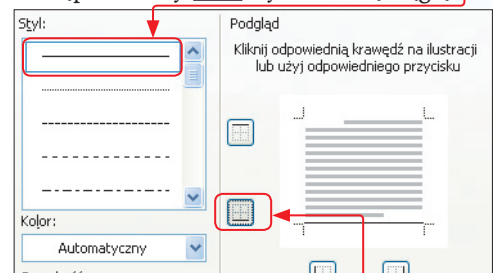 Styl:
Podgląd
Kliknij odpowiednią krawędź na ilustracji
lub użyj odpowiedniego przycisku
Kolor:
Automatyczny